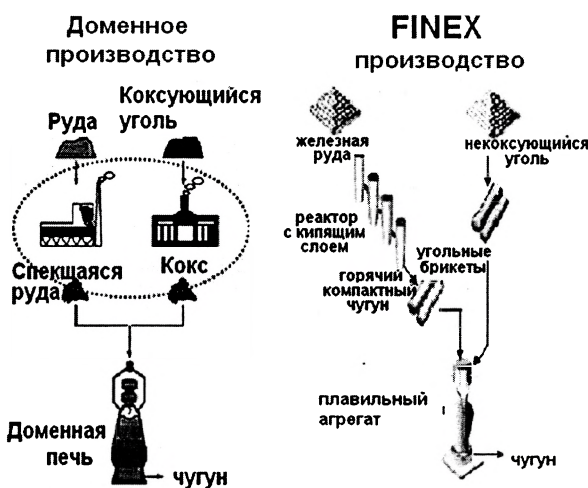 Доменное
производство
Руда
Коксующийся
уголь
Спекщаяся
руда
Кокс
Доменная
печь
чугун
FINEX
производство
железная
руда
некоксующийся
уголь
реактор
с кипящим
слоем
угольные
брикеты
горячий
компактный
чугун
плавильный
агрегат
чугун